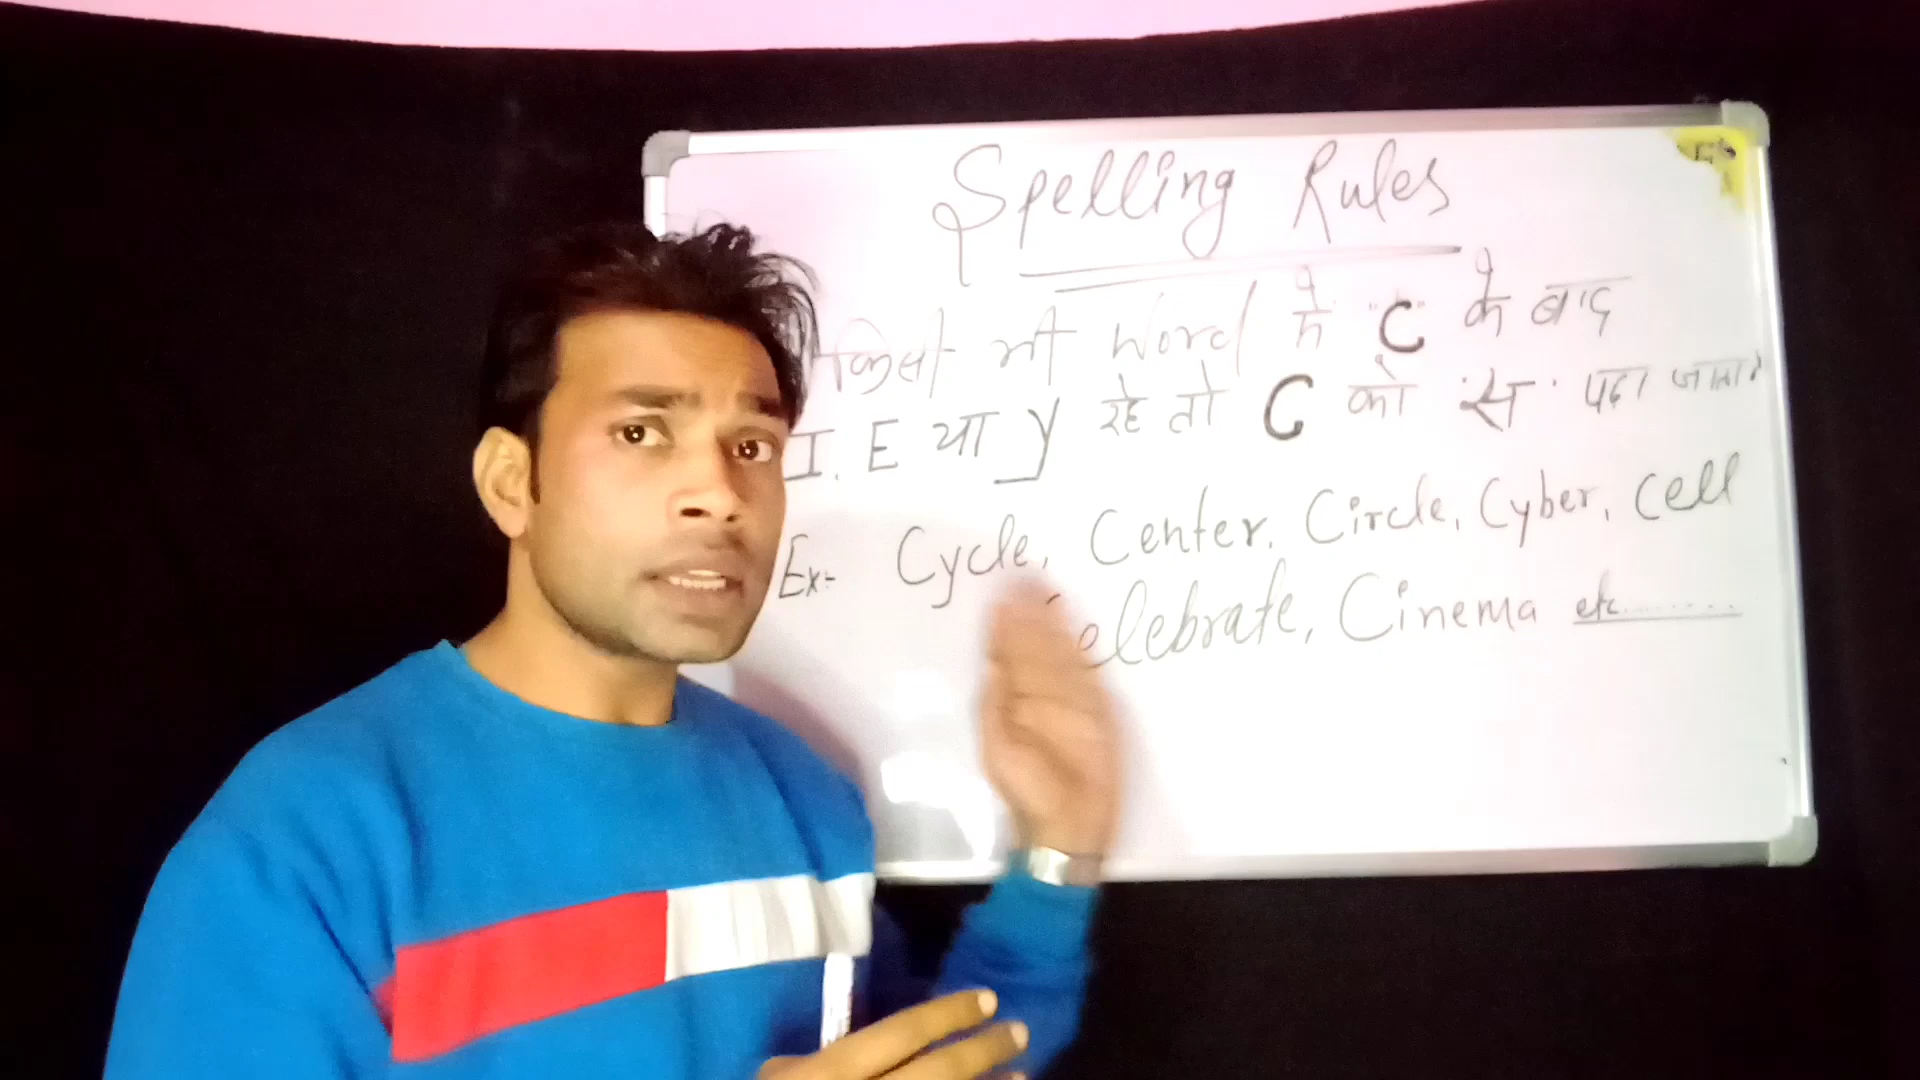 Spelling Rules
किसी भी Word में "C" के बाद
I, E या Y रहे तो C को 'स' पढ़ा जाता है
Ex:- Cycle, Center, Circle, Cyber, Cell
elebrate, Cinema etc..........